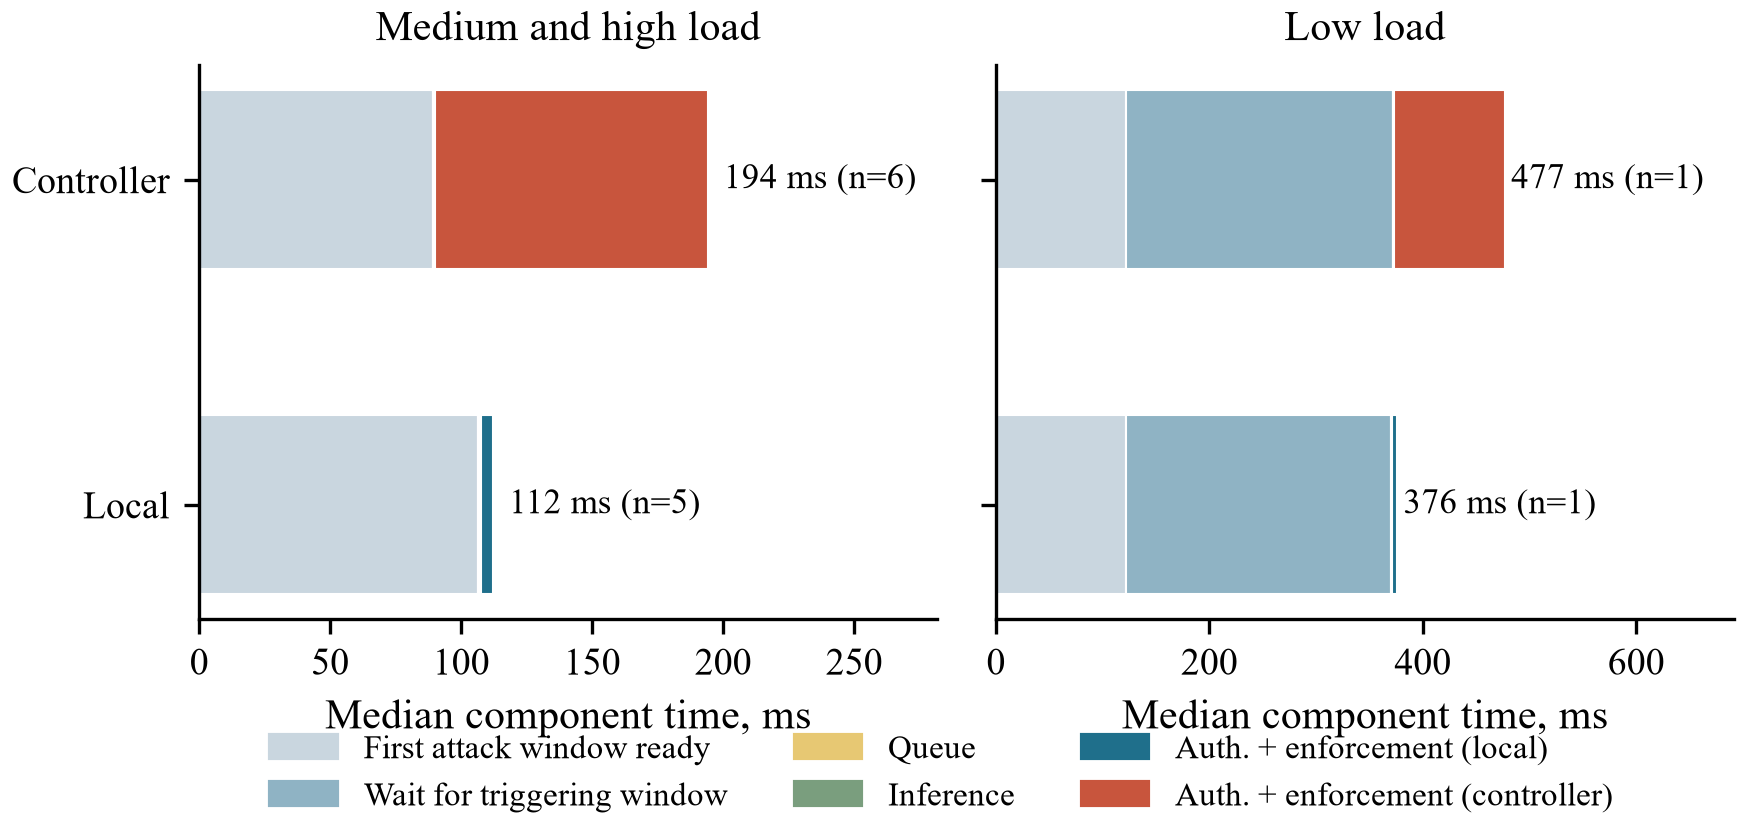 Medium and high load
Low load
Controller
194 ms (n=6)
477 ms (n=1)
Local
112 ms (n=5)
376 ms (n=1)
0 50 100 150 200 250
0 200 400 600
Median component time, ms
Median component time, ms
First attack window ready
Queue
Auth. + enforcement (local)
Wait for triggering window
Inference
Auth. + enforcement (controller)